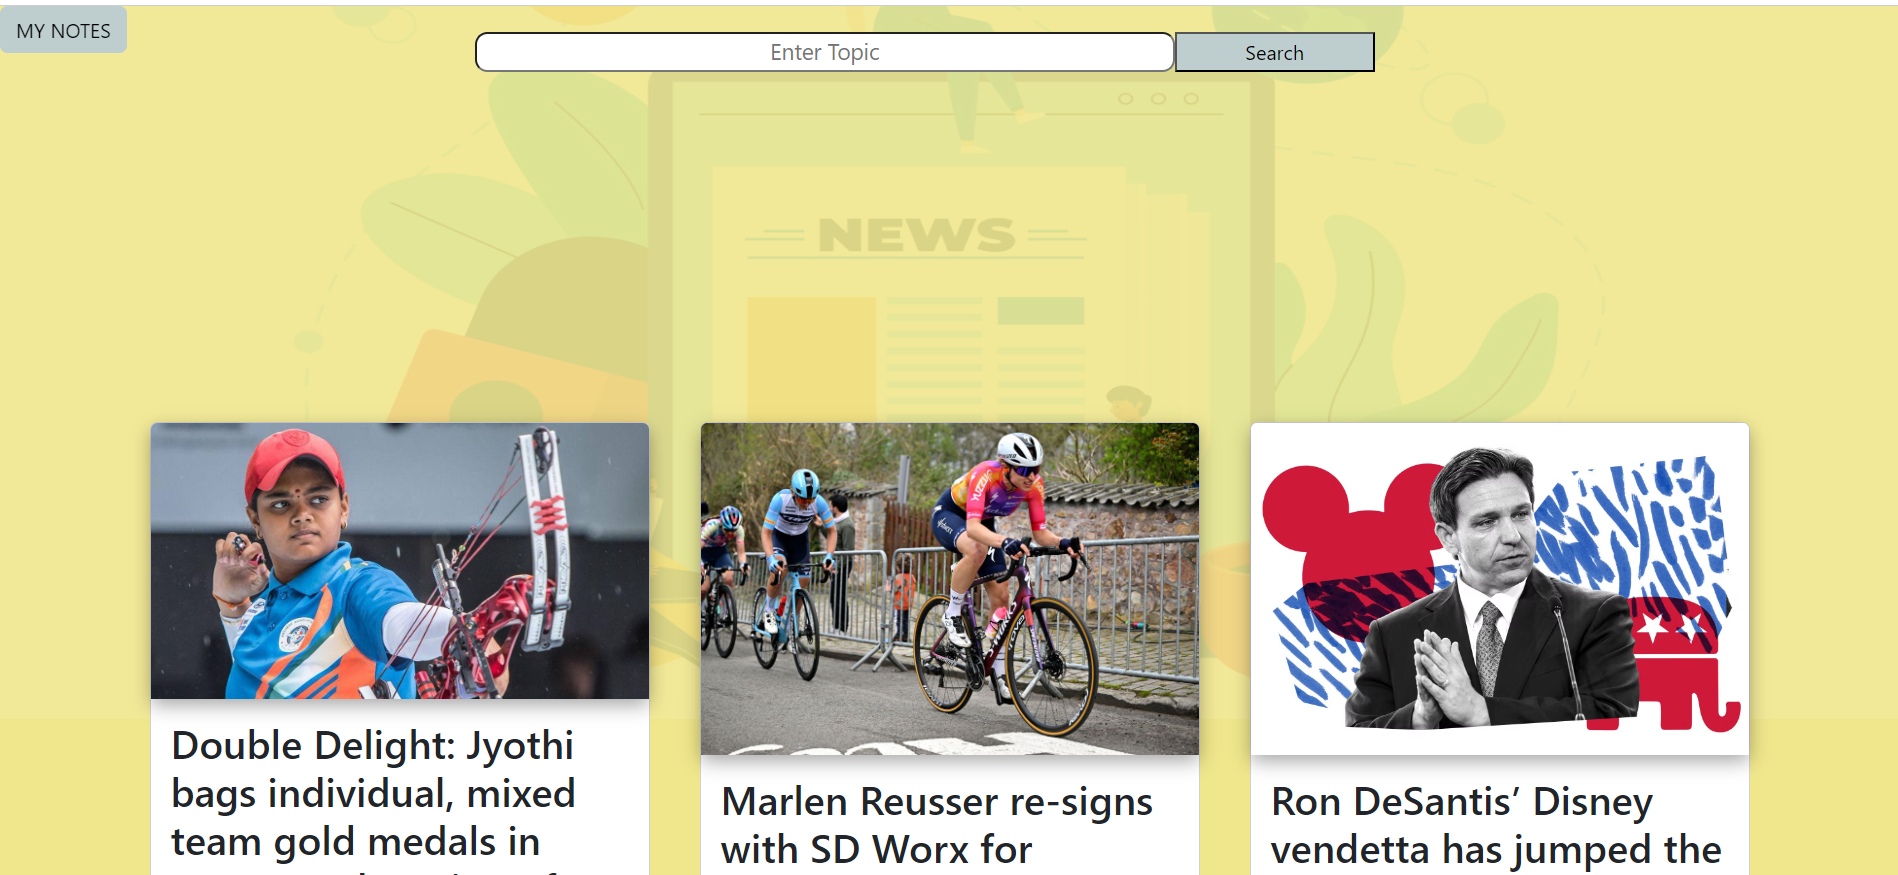 MY NOTES
Enter Topic
Search
NEWS
Double Delight: Jyothi
bags individual, mixed
team gold medals in
Marlen Reusser re-signs
with SD Worx for
Ron DeSantis’ Disney
vendetta has jumped the